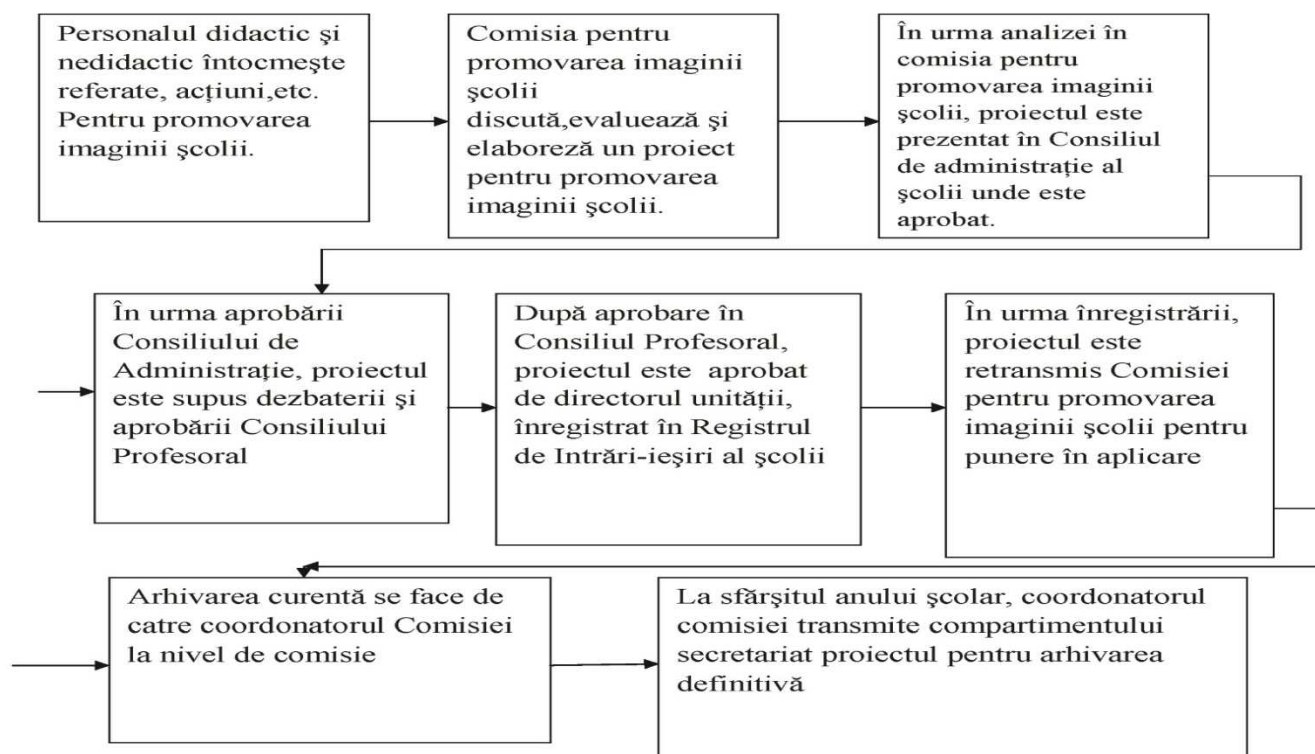 Personalul didactic şi
nedidactic întocmeşte
referate, acţiuni,etc.
Pentru promovarea
imaginii şcolii.
Comisia pentru
promovarea imaginii
şcolii
discută,evaluează şi
elaboreză un proiect
pentru promovarea
imaginii şcolii.
În urma analizei în
comisia pentru
promovarea imaginii
şcolii, proiectul este
prezentat în Consiliul
de administraţie al
şcolii unde este
aprobat.
În urma aprobării
Consiliului de
Administraţie, proiectul
este supus dezbaterii şi
aprobării Consiliului
Profesoral
După aprobare în
Consiliul Profesoral,
proiectul este aprobat
de directorul unităţii,
înregistrat în Registrul
de Intrări-ieşiri al şcolii
În urma înregistrării,
proiectul este
retransmis Comisiei
pentru promovarea
imaginii şcolii pentru
punere în aplicare
Arhivarea curentă se face de
catre coordonatorul Comisiei
la nivel de comisie
La sfărşitul anului şcolar, coordonatorul
comisiei transmite compartimentului
secretariat proiectul pentru arhivarea
definitivă